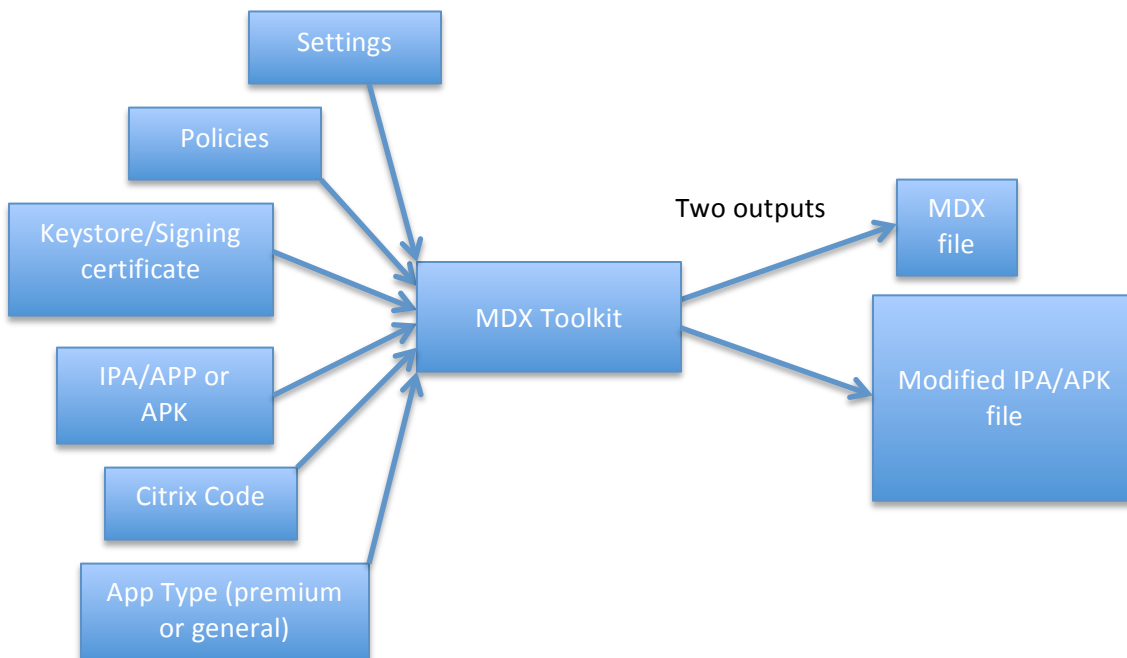 Settings
Policies
Keystore/Signing
certificate
IPA/APP or
APK
Citrix Code
App Type (premium
or general)
MDX Toolkit
Two outputs
MDX
file
Modified IPA/APK
file